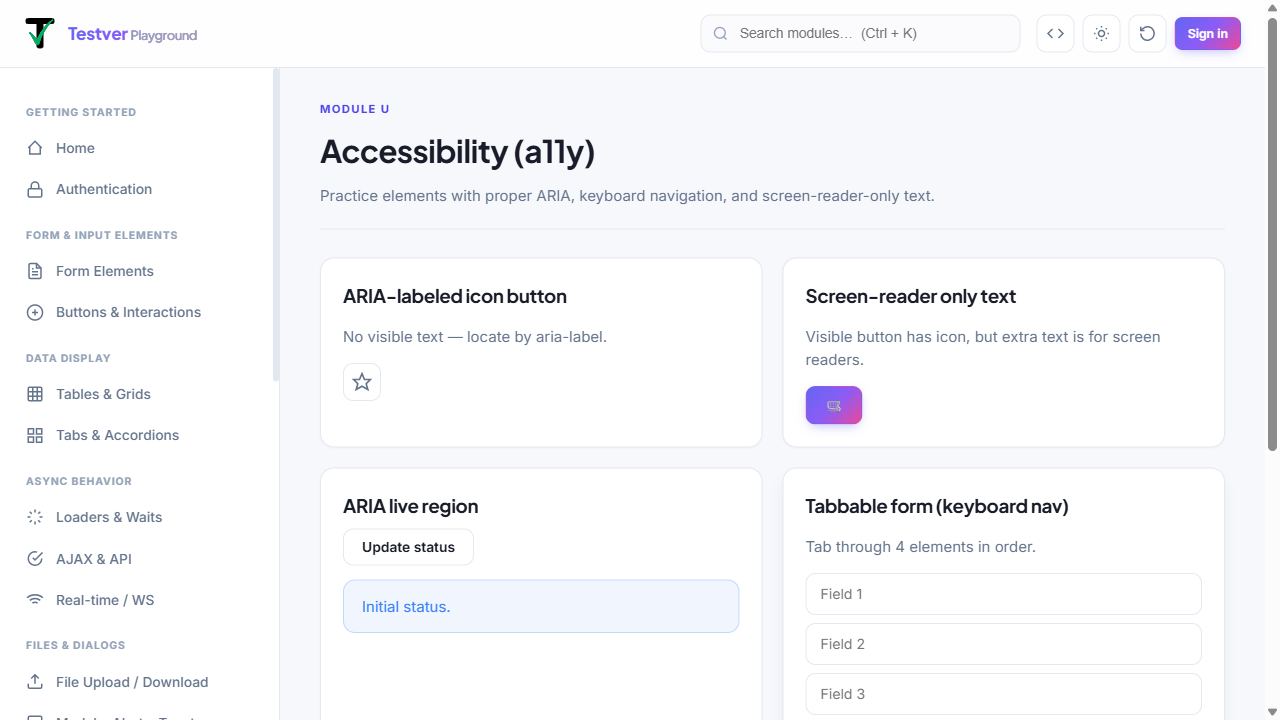 Testver Playground
Search modules... (Ctrl + K)
Sign in
GETTING STARTED
Home
Authentication
FORM & INPUT ELEMENTS
Form Elements
Buttons & Interactions
DATA DISPLAY
Tables & Grids
Tabs & Accordions
ASYNC BEHAVIOR
Loaders & Waits
AJAX & API
Real-time / WS
FILES & DIALOGS
File Upload / Download
MODULE U
Accessibility (a11y)
Practice elements with proper ARIA, keyboard navigation, and screen-reader-only text.
ARIA-labeled icon button
No visible text — locate by aria-label.
Screen-reader only text
Visible button has icon, but extra text is for screen
readers.
ARIA live region
Update status
Initial status.
Tabbable form (keyboard nav)
Tab through 4 elements in order.
Field 1
Field 2
Field 3